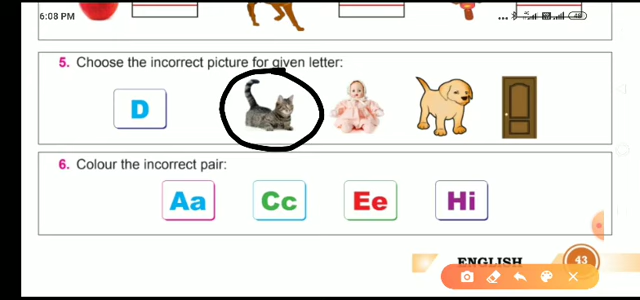 6:08 PM
5. Choose the incorrect picture for given letter:
D
6. Colour the incorrect pair:
Aa Cc Ee Hi
ENGLISH 43